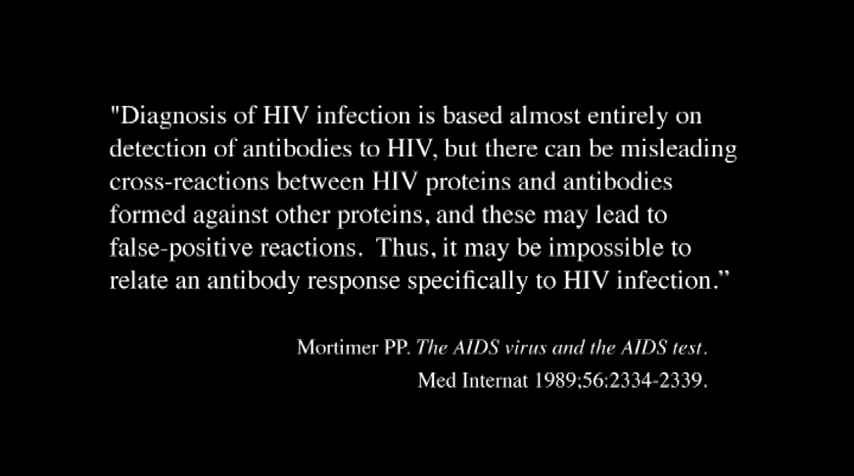 "Diagnosis of HIV infection is based almost entirely on
detection of antibodies to HIV, but there can be misleading
cross-reactions between HIV proteins and antibodies
formed against other proteins, and these may lead to
false-positive reactions.  Thus, it may be impossible to
relate an antibody response specifically to HIV infection.”
Mortimer PP. The AIDS virus and the AIDS test.
Med Internat 1989;56:2334-2339.